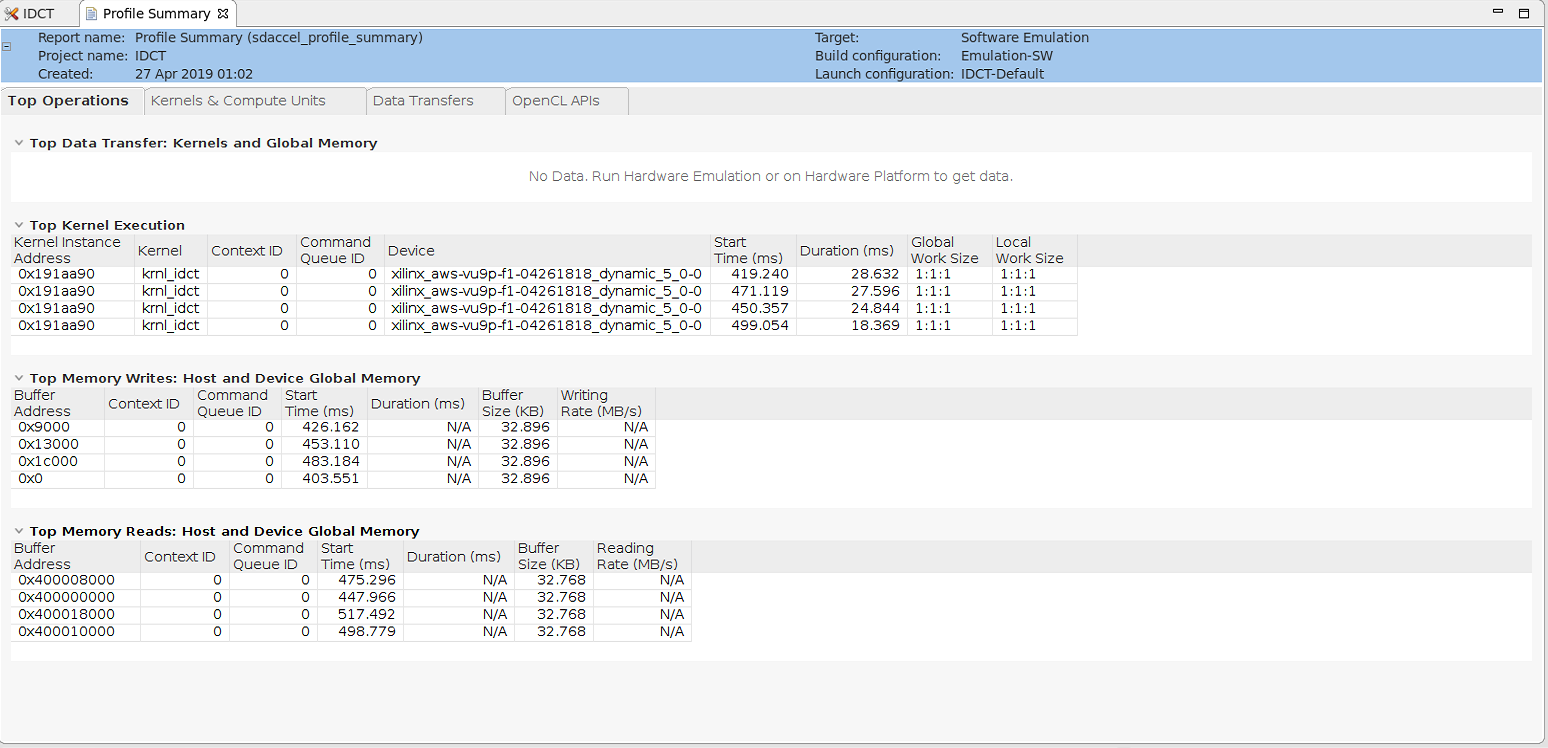 IDCT Profile Summary
Report name: Profile Summary (sdaccel_profile_summary) Target: Software Emulation
Project name: IDCT Build configuration: Emulation-SW
Created: 27 Apr 2019 01:02 Launch configuration: IDCT-Default
Top Operations Kernels & Compute Units Data Transfers OpenCL APIs
Top Data Transfer: Kernels and Global Memory
No Data. Run Hardware Emulation or on Hardware Platform to get data.
Top Kernel Execution
Kernel Instance Address Kernel Context ID Command Queue ID Device Start Time (ms) Duration (ms) Global Work Size Local Work Size
0x191aa90 krnl_idct 0 0 xilinx_aws-vu9p-f1-04261818_dynamic_5_0-0 419.240 28.632 1:1:1 1:1:1
0x191aa90 krnl_idct 0 0 xilinx_aws-vu9p-f1-04261818_dynamic_5_0-0 471.119 27.596 1:1:1 1:1:1
0x191aa90 krnl_idct 0 0 xilinx_aws-vu9p-f1-04261818_dynamic_5_0-0 450.357 24.844 1:1:1 1:1:1
0x191aa90 krnl_idct 0 0 xilinx_aws-vu9p-f1-04261818_dynamic_5_0-0 499.054 18.369 1:1:1 1:1:1
Top Memory Writes: Host and Device Global Memory
Buffer Address Context ID Command Queue ID Start Time (ms) Duration (ms) Buffer Size (KB) Writing Rate (MB/s)
0x9000 0 0 426.162 N/A 32.896 N/A
0x13000 0 0 453.110 N/A 32.896 N/A
0x1c000 0 0 483.184 N/A 32.896 N/A
0x0 0 0 403.551 N/A 32.896 N/A
Top Memory Reads: Host and Device Global Memory
Buffer Address Context ID Command Queue ID Start Time (ms) Duration (ms) Buffer Size (KB) Reading Rate (MB/s)
0x400008000 0 0 475.296 N/A 32.768 N/A
0x400000000 0 0 447.966 N/A 32.768 N/A
0x400018000 0 0 517.492 N/A 32.768 N/A
0x400010000 0 0 498.779 N/A 32.768 N/A